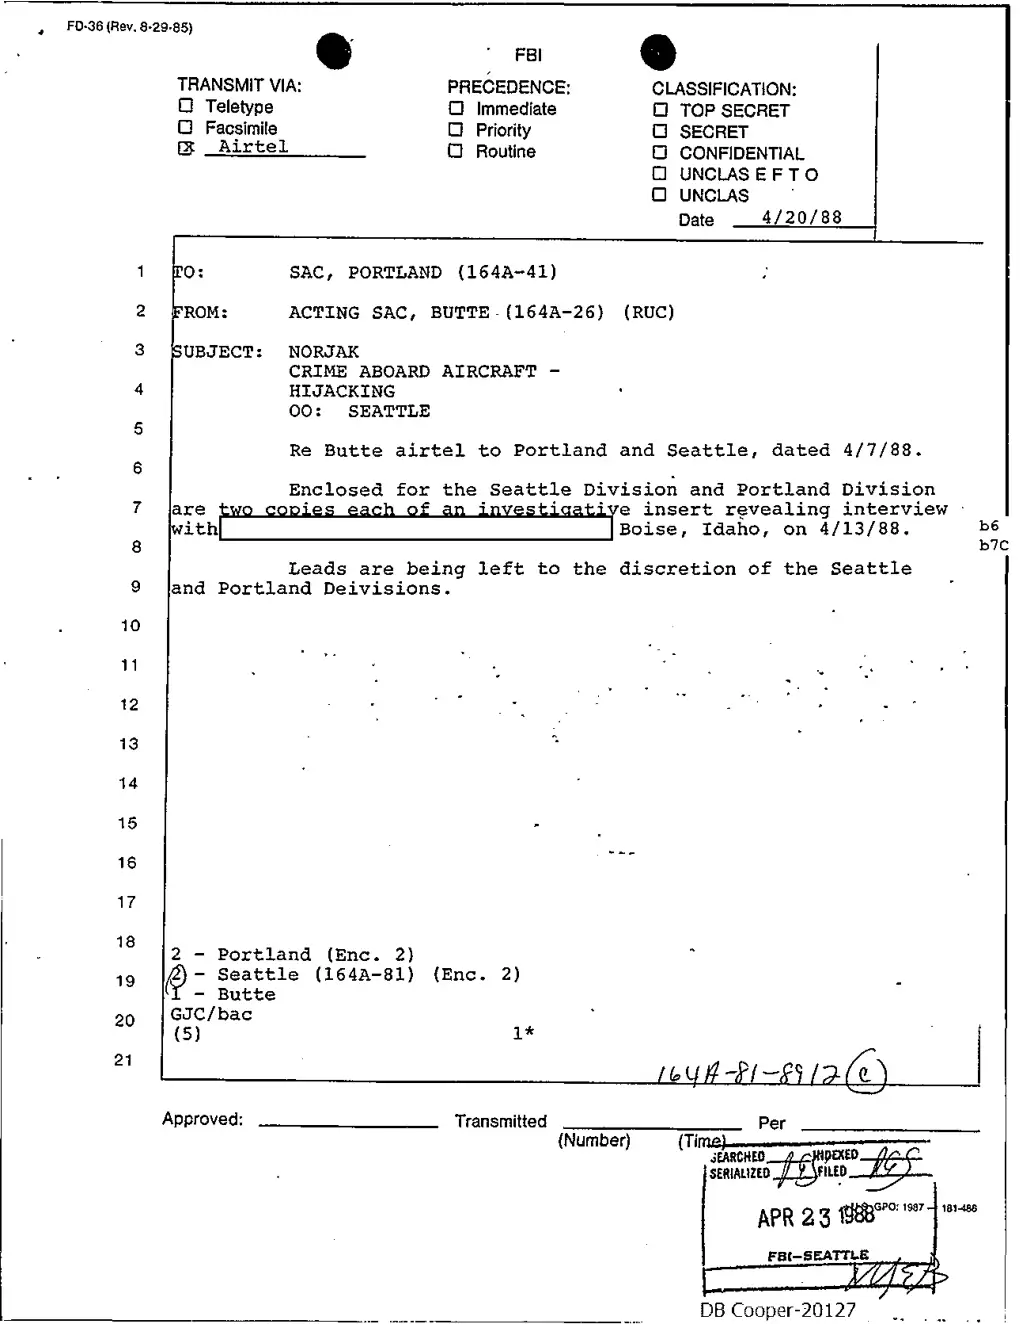 FD-36 (Rev. 8-29-85)
FBI
TRANSMIT VIA:
☐ Teletype
☐ Facsimile
☒ Airtel
PRECEDENCE:
☐ Immediate
☐ Priority
☐ Routine
CLASSIFICATION:
☐ TOP SECRET
☐ SECRET
☐ CONFIDENTIAL
☐ UNCLAS E F T O
☐ UNCLAS
Date 4/20/88
1 TO: SAC, PORTLAND (164A-41)
2 FROM: ACTING SAC, BUTTE (164A-26) (RUC)
3 SUBJECT: NORJAK
CRIME ABOARD AIRCRAFT -
4 HIJACKING
OO: SEATTLE
5
Re Butte airtel to Portland and Seattle, dated 4/7/88.
6
Enclosed for the Seattle Division and Portland Division
7 are two copies each of an investigative insert revealing interview
with Boise, Idaho, on 4/13/88.
b6
b7C
8
Leads are being left to the discretion of the Seattle
9 and Portland Deivisions.
10
11
12
13
14
15
16
17
18
2 - Portland (Enc. 2)
19 2 - Seattle (164A-81) (Enc. 2)
1 - Butte
20 GJC/bac
(5) 1*
21
164A-81-8912 C
Approved: Transmitted Per
(Number) (Time)
SEARCHED INDEXED
SERIALIZED FILED
APR 23 1988
GPO: 1987 - 181-486
FBI-SEATTLE
DB Cooper-20127